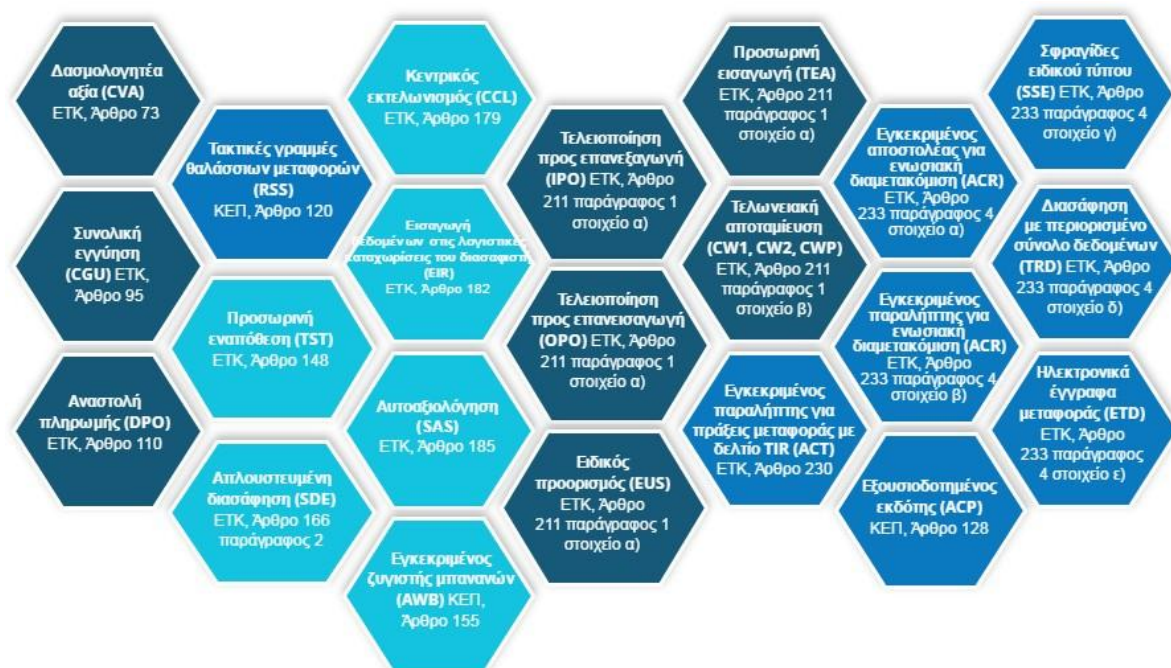 Δασμολογητέα
αξία (CVA)
ΕΤΚ, Άρθρο 73
Συνολική
εγγύηση
(CGU) ΕΤΚ,
Άρθρο 95
Αναστολή
πληρωμής (DPO)
ΕΤΚ, Άρθρο 110
Τακτικές γραμμές
θαλάσσιων μεταφορών
(RSS)
ΚΕΠ, Άρθρο 120
Προσωρινή
εναπόθεση (TST)
ΕΤΚ, Άρθρο 148
Απλουστευμένη
διασάφηση (SDE)
ΕΤΚ, Άρθρο 166
παράγραφος 2
Κεντρικός
εκτελωνισμός (CCL)
ΕΤΚ, Άρθρο 179
Εισαγωγή
δεδομένων στις λογιστικές
καταχωρίσεις του διασαφιστή
(EIR)
ΕΤΚ, Άρθρο 182
Αυτοαξιολόγηση
(SAS)
ΕΤΚ, Άρθρο 185
Εγκεκριμένος
ζυγιστής μπανανών
(AWB) ΚΕΠ,
Άρθρο 155
Τελειοποίηση
προς επανεξαγωγή
(IPO) ΕΤΚ, Άρθρο
211 παράγραφος 1
στοιχείο α)
Τελειοποίηση
προς επανεισαγωγή
(OPO) ΕΤΚ, Άρθρο
211 παράγραφος 1
στοιχείο α)
Ειδικός
προορισμός (EUS)
ΕΤΚ, Άρθρο
211 παράγραφος 1
στοιχείο α)
Προσωρινή
εισαγωγή (TEA)
ΕΤΚ, Άρθρο 211
παράγραφος 1
στοιχείο α)
Τελωνειακή
αποταμίευση
(CW1, CW2, CWP)
ΕΤΚ, Άρθρο 211
παράγραφος 1
στοιχείο β)
Εγκεκριμένος
παραλήπτης για
πράξεις μεταφοράς με
δελτίο TIR (ACT)
ΕΤΚ, Άρθρο 230
Εγκεκριμένος
αποστολέας για
ενωσιακή
διαμετακόμιση (ACR)
ΕΤΚ, Άρθρο
233 παράγραφος 4
στοιχείο α)
Εγκεκριμένος
παραλήπτης για
ενωσιακή
διαμετακόμιση (ACR)
ΕΤΚ, Άρθρο
233 παράγραφος 4
στοιχείο β)
Εξουσιοδοτημένος
εκδότης (ACP)
ΚΕΠ, Άρθρο 128
Σφραγίδες
ειδικού τύπου
(SSE) ΕΤΚ, Άρθρο
233 παράγραφος 4
στοιχείο γ)
Διασάφηση
με περιορισμένο
σύνολο δεδομένων
(TRD) ΕΤΚ, Άρθρο
233 παράγραφος 4
στοιχείο δ)
Ηλεκτρονικά
έγγραφα
μεταφοράς (ETD)
ΕΤΚ, Άρθρο
233 παράγραφος
4 στοιχείο ε)